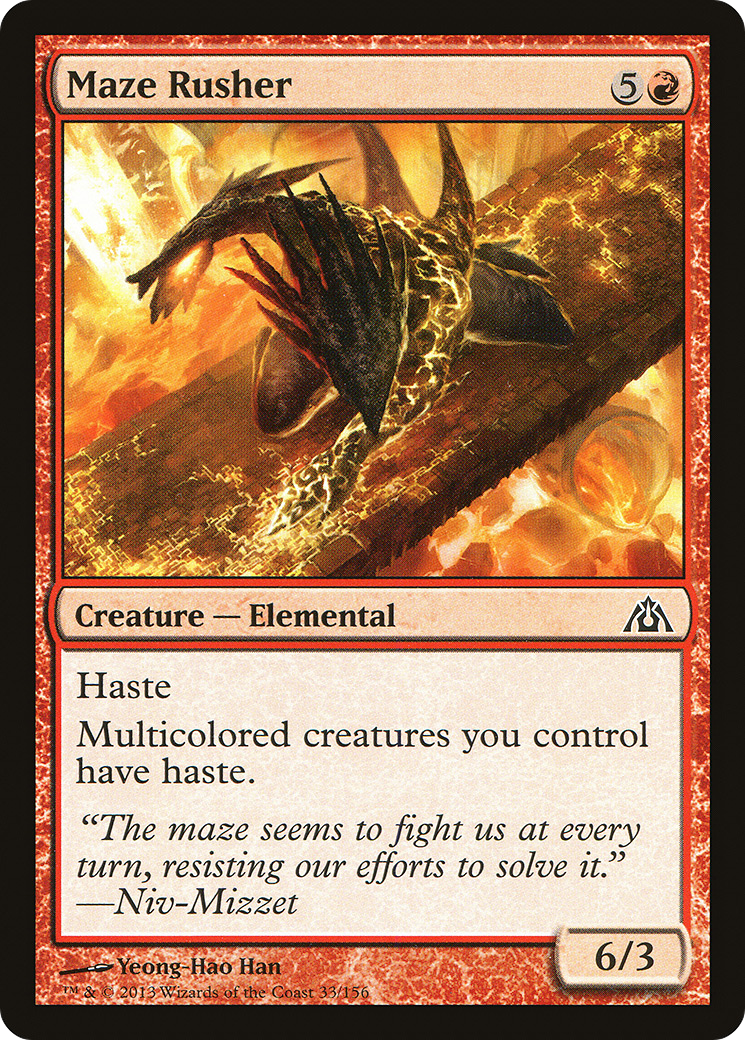 Maze Rusher 5
Creature — Elemental
Haste
Multicolored creatures you control
have haste.
“The maze seems to fight us at every
turn, resisting our efforts to solve it.”
—Niv-Mizzet
6/3
Yeong-Hao Han
™ & © 2013 Wizards of the Coast 33/156